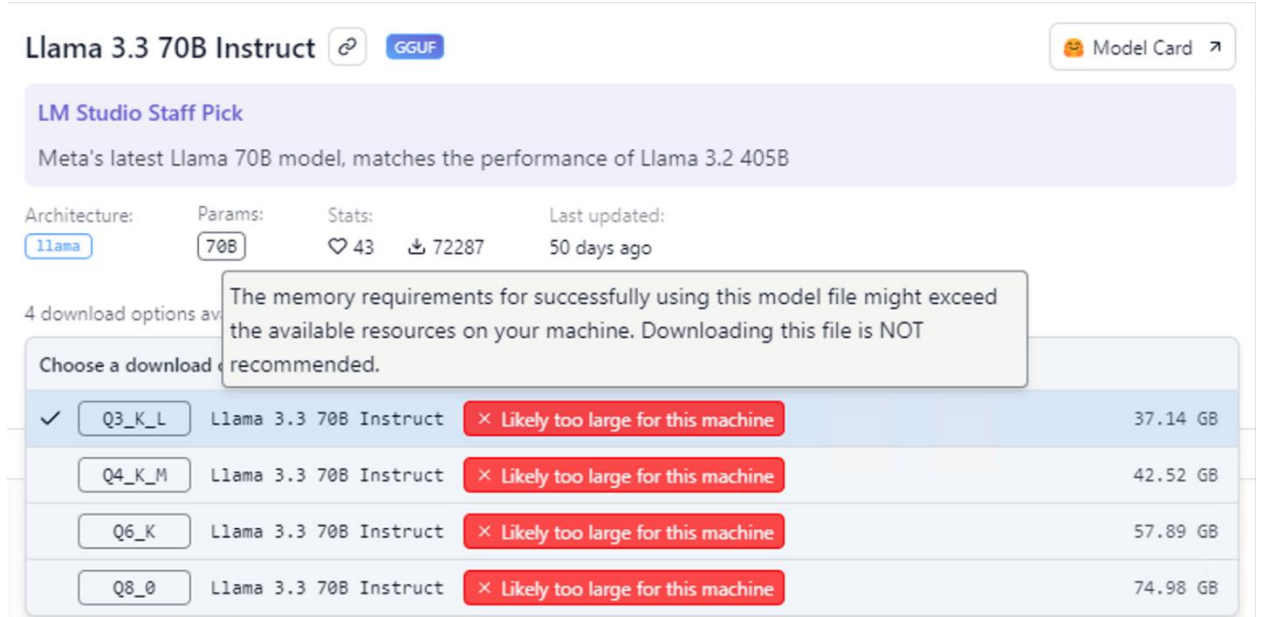 Llama 3.3 70B Instruct GGUF Model Card
LM Studio Staff Pick
Meta's latest Llama 70B model, matches the performance of Llama 3.2 405B
Architecture: Params: Stats: Last updated:
llama 70B 43 72287 50 days ago
The memory requirements for successfully using this model file might exceed
4 download options av
the available resources on your machine. Downloading this file is NOT
Choose a download
recommended.
Q3_K_L Llama 3.3 70B Instruct × Likely too large for this machine 37.14 GB
Q4_K_M Llama 3.3 70B Instruct × Likely too large for this machine 42.52 GB
Q6_K Llama 3.3 70B Instruct × Likely too large for this machine 57.89 GB
Q8_0 Llama 3.3 70B Instruct × Likely too large for this machine 74.98 GB